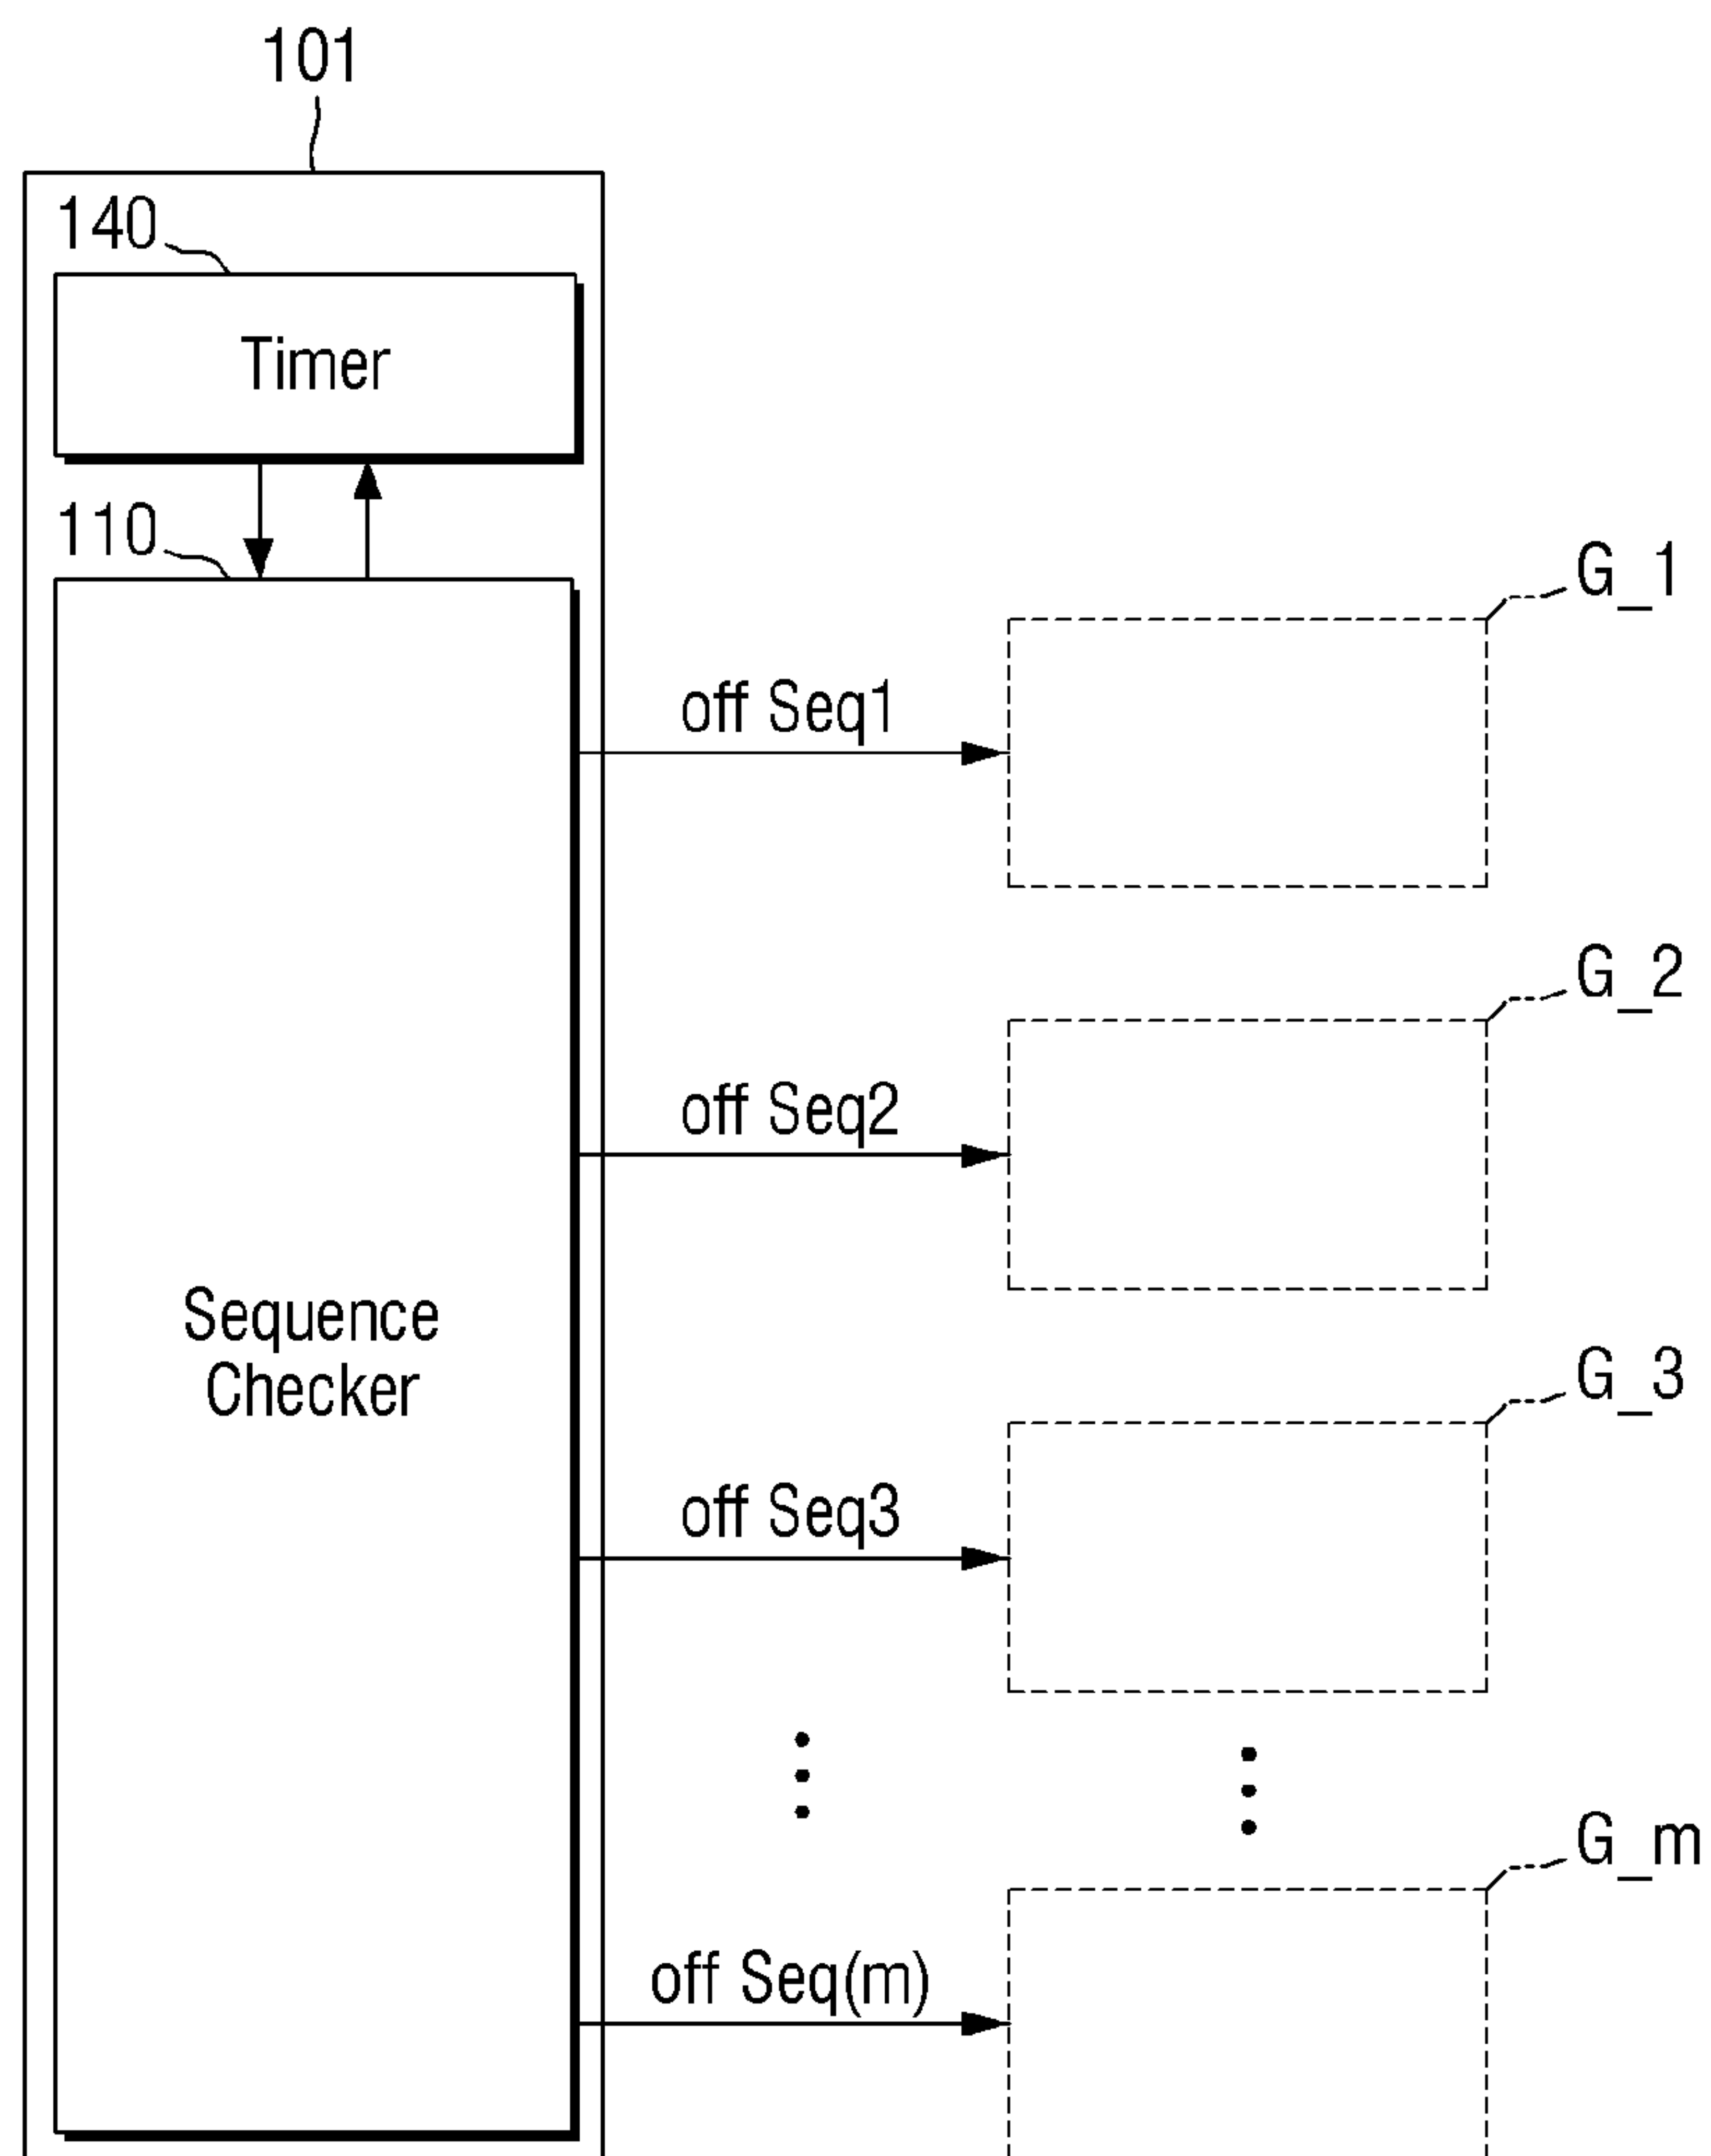 101
140
Timer
110
G_1
off Seq1
G_2
off Seq2
Sequence
Checker
G_3
off Seq3
G_m
off Seq(m)